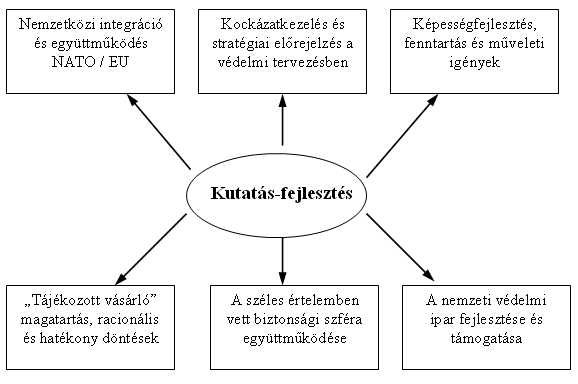 Nemzetközi integráció
és együttműködés
NATO / EU
Kockázatkezelés és
stratégiai előrejelzés a
védelmi tervezésben
Képességfejlesztés,
fenntartás és műveleti
igények
Kutatás-fejlesztés
„Tájékozott vásárló”
magatartás, racionális
és hatékony döntések
A széles értelemben
vett biztonsági szféra
együttműködése
A nemzeti védelmi
ipar fejlesztése és
támogatása